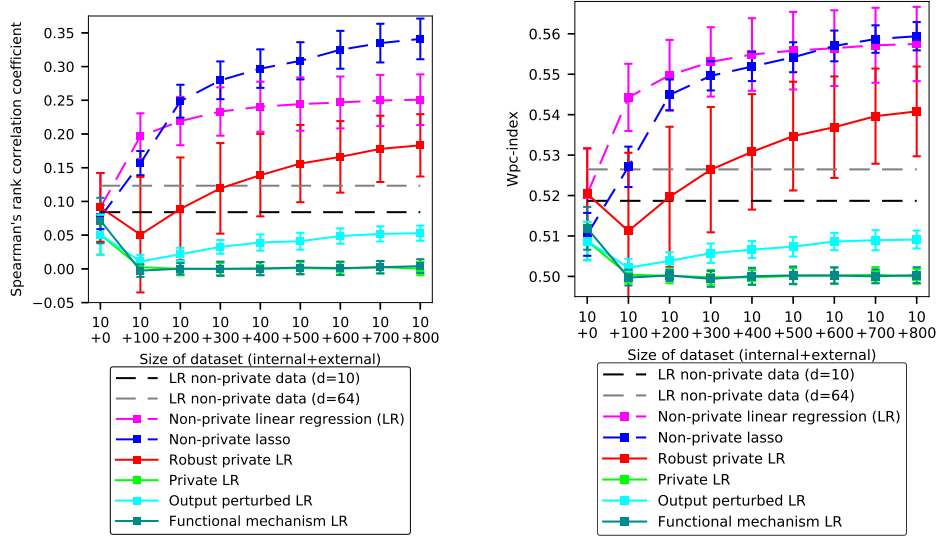 Spearman's rank correlation coefficient
0.35
0.30
0.25
0.20
0.15
0.10
0.05
0.00
−0.05
10 10 10 10 10 10 10 10 10
+0 +100 +200 +300 +400 +500 +600 +700 +800
Size of dataset (internal+external)
LR non-private data (d=10)
LR non-private data (d=64)
Non-private linear regression (LR)
Non-private lasso
Robust private LR
Private LR
Output perturbed LR
Functional mechanism LR
Wpc-index
0.56
0.55
0.54
0.53
0.52
0.51
0.50
10 10 10 10 10 10 10 10 10
+0 +100 +200 +300 +400 +500 +600 +700 +800
Size of dataset (internal+external)
LR non-private data (d=10)
LR non-private data (d=64)
Non-private linear regression (LR)
Non-private lasso
Robust private LR
Private LR
Output perturbed LR
Functional mechanism LR